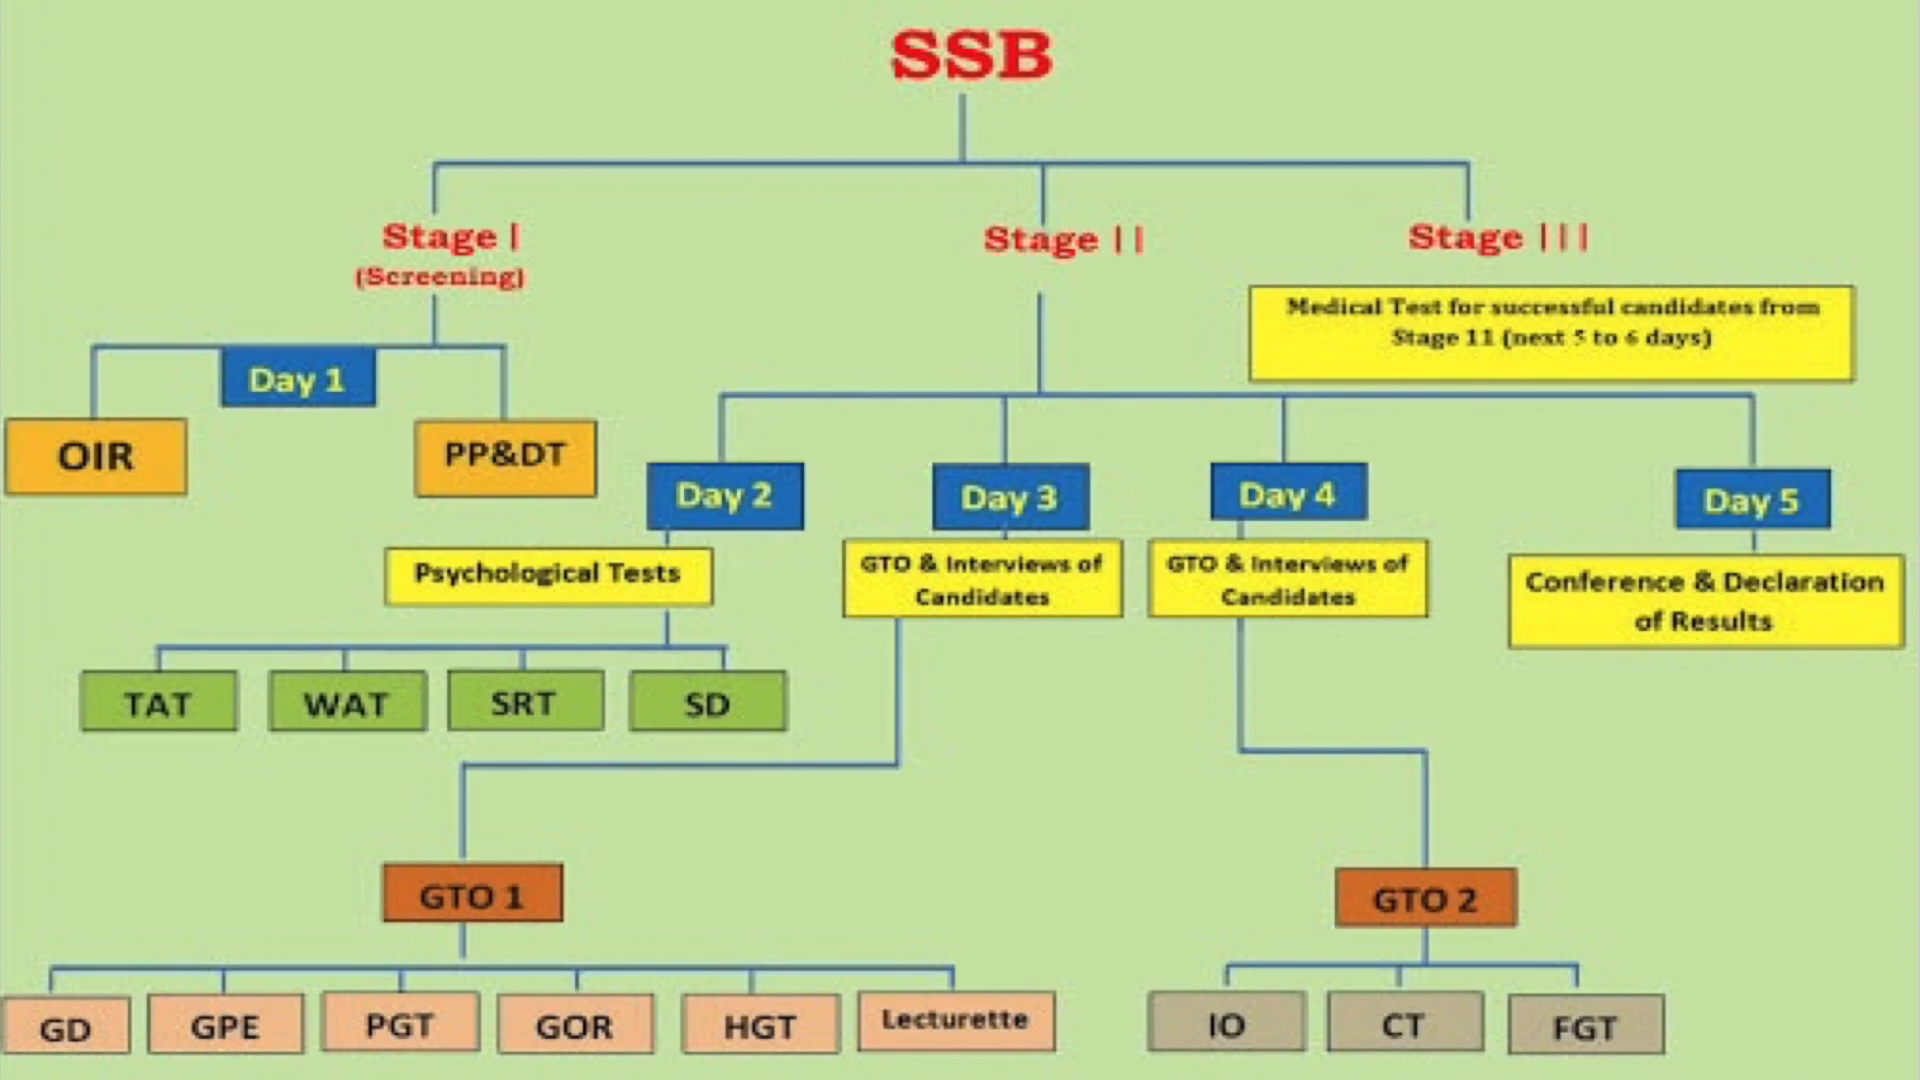 SSB
Stage |
(Screening)
Stage ||
Stage |||
Medical Test for successful candidates from
Stage 11 (next 5 to 6 days)
Day 1
OIR
PP&DT
Day 2
Day 3
Day 4
Day 5
Psychological Tests
GTO & Interviews of
Candidates
GTO & Interviews of
Candidates
Conference & Declaration
of Results
TAT
WAT
SRT
SD
GTO 1
GTO 2
GD
GPE
PGT
GOR
HGT
Lecturette
IO
CT
FGT